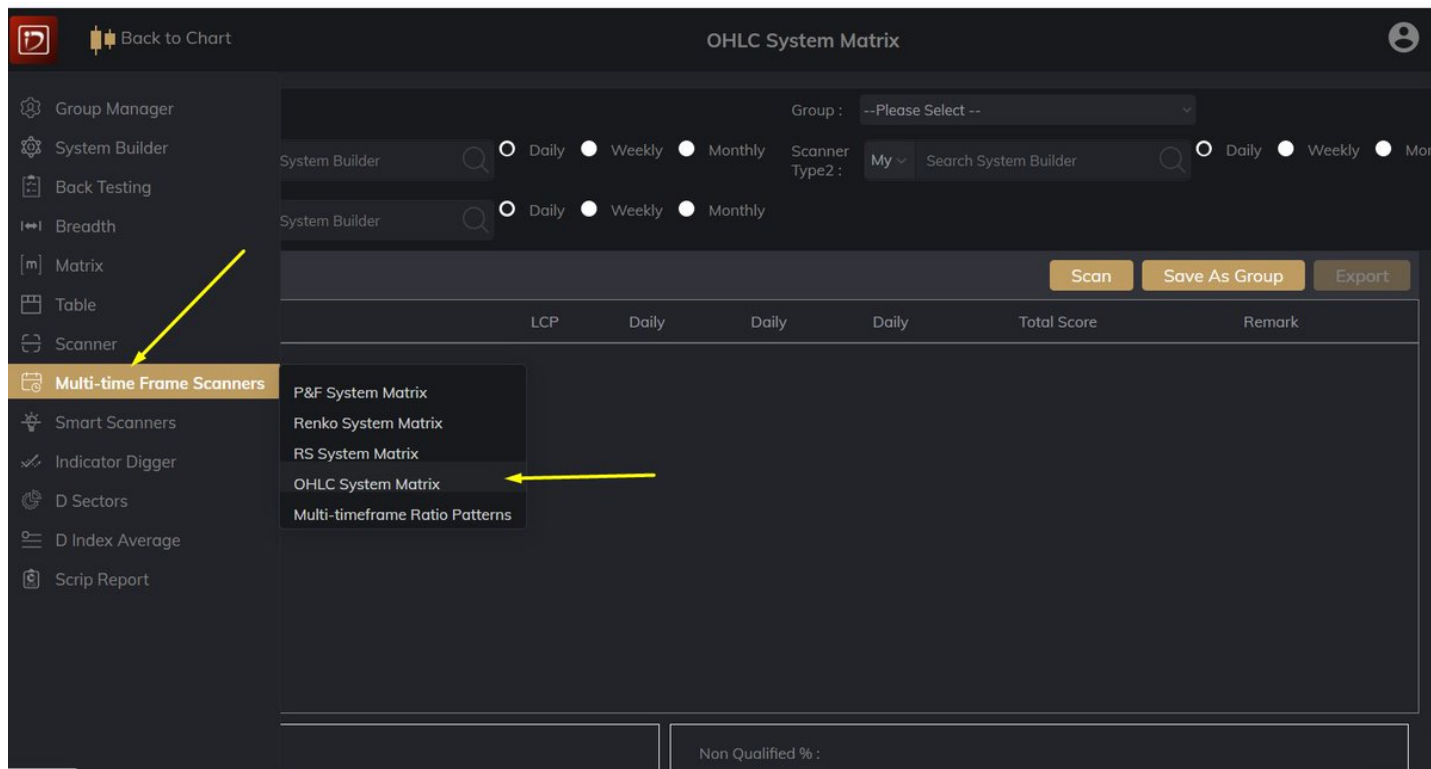 Back to Chart
OHLC System Matrix
Group Manager
System Builder
Back Testing
Breadth
[m] Matrix
Table
Scanner
Multi-time Frame Scanners
Smart Scanners
Indicator Digger
D Sectors
D Index Average
Scrip Report
P&F System Matrix
Renko System Matrix
RS System Matrix
OHLC System Matrix
Multi-timeframe Ratio Patterns
Group : --Please Select --
System Builder Daily Weekly Monthly Scanner Type2 : My Search System Builder Daily Weekly Mon
System Builder Daily Weekly Monthly
Scan Save As Group Export
LCP Daily Daily Daily Total Score Remark
Non Qualified % :